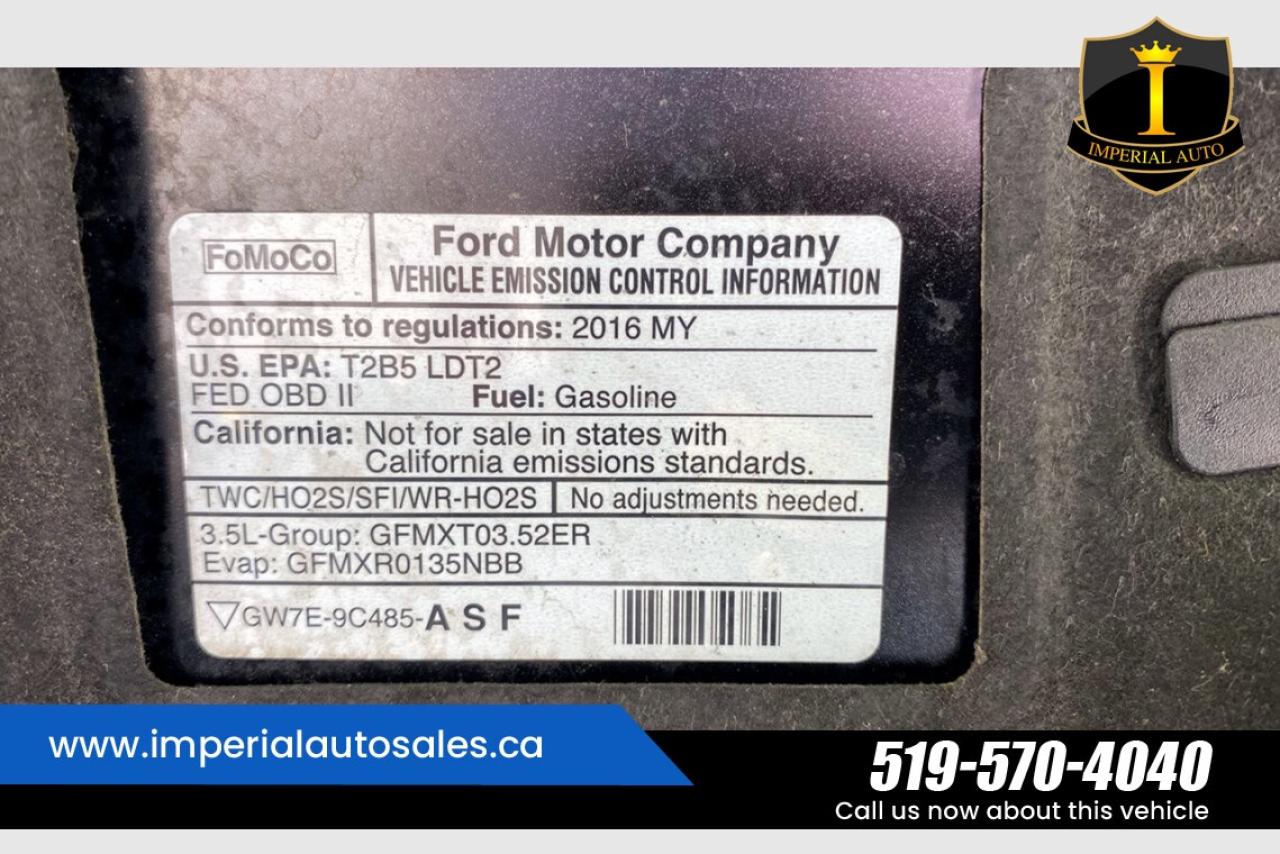 I
IMPERIAL AUTO
FoMoCo
Ford Motor Company
VEHICLE EMISSION CONTROL INFORMATION
Conforms to regulations: 2016 MY
U.S. EPA: T2B5 LDT2
FED OBD II Fuel: Gasoline
California: Not for sale in states with
California emissions standards.
TWC/HO2S/SFI/WR-HO2S No adjustments needed.
3.5L-Group: GFMXT03.52ER
Evap: GFMXR0135NBB
GW7E-9C485-A S F
www.imperialautosales.ca
519-570-4040
Call us now about this vehicle